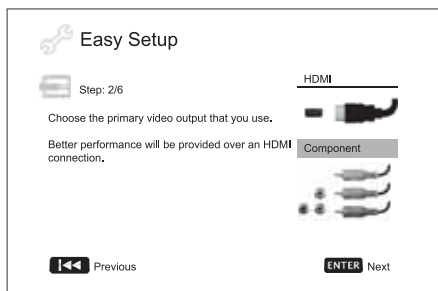 Easy Setup
Step: 2/6
Choose the primary video output that you use.
Better performance will be provided over an HDMI
connection.
HDMI
Component
Previous
ENTER Next